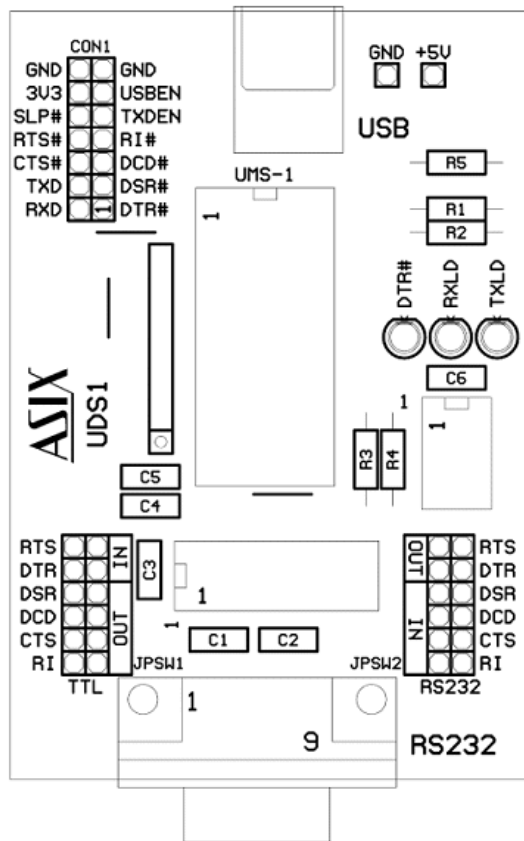 CON1
GND GND
3V3 USBEN
SLP# TXDEN
RTS# RI#
CTS# DCD#
TXD DSR#
RXD 1 DTR#
GND +5V
USB
UMS-1
1
R5
R1
R2
DTR# RXLD TXLD
C6
1
1
R3 R4
ASIX
UDS1
C5
C4
C3
RTS
DTR
DSR
DCD
CTS
RI
IN
OUT
TTL
1
1
C1 C2
JPSW1 JPSW2
OUT
IN
RTS
DTR
DSR
DCD
CTS
RI
RS232
1
9
RS232